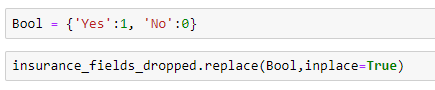 Bool = {'Yes':1, 'No':0}
insurance_fields_dropped.replace(Bool,inplace=True)